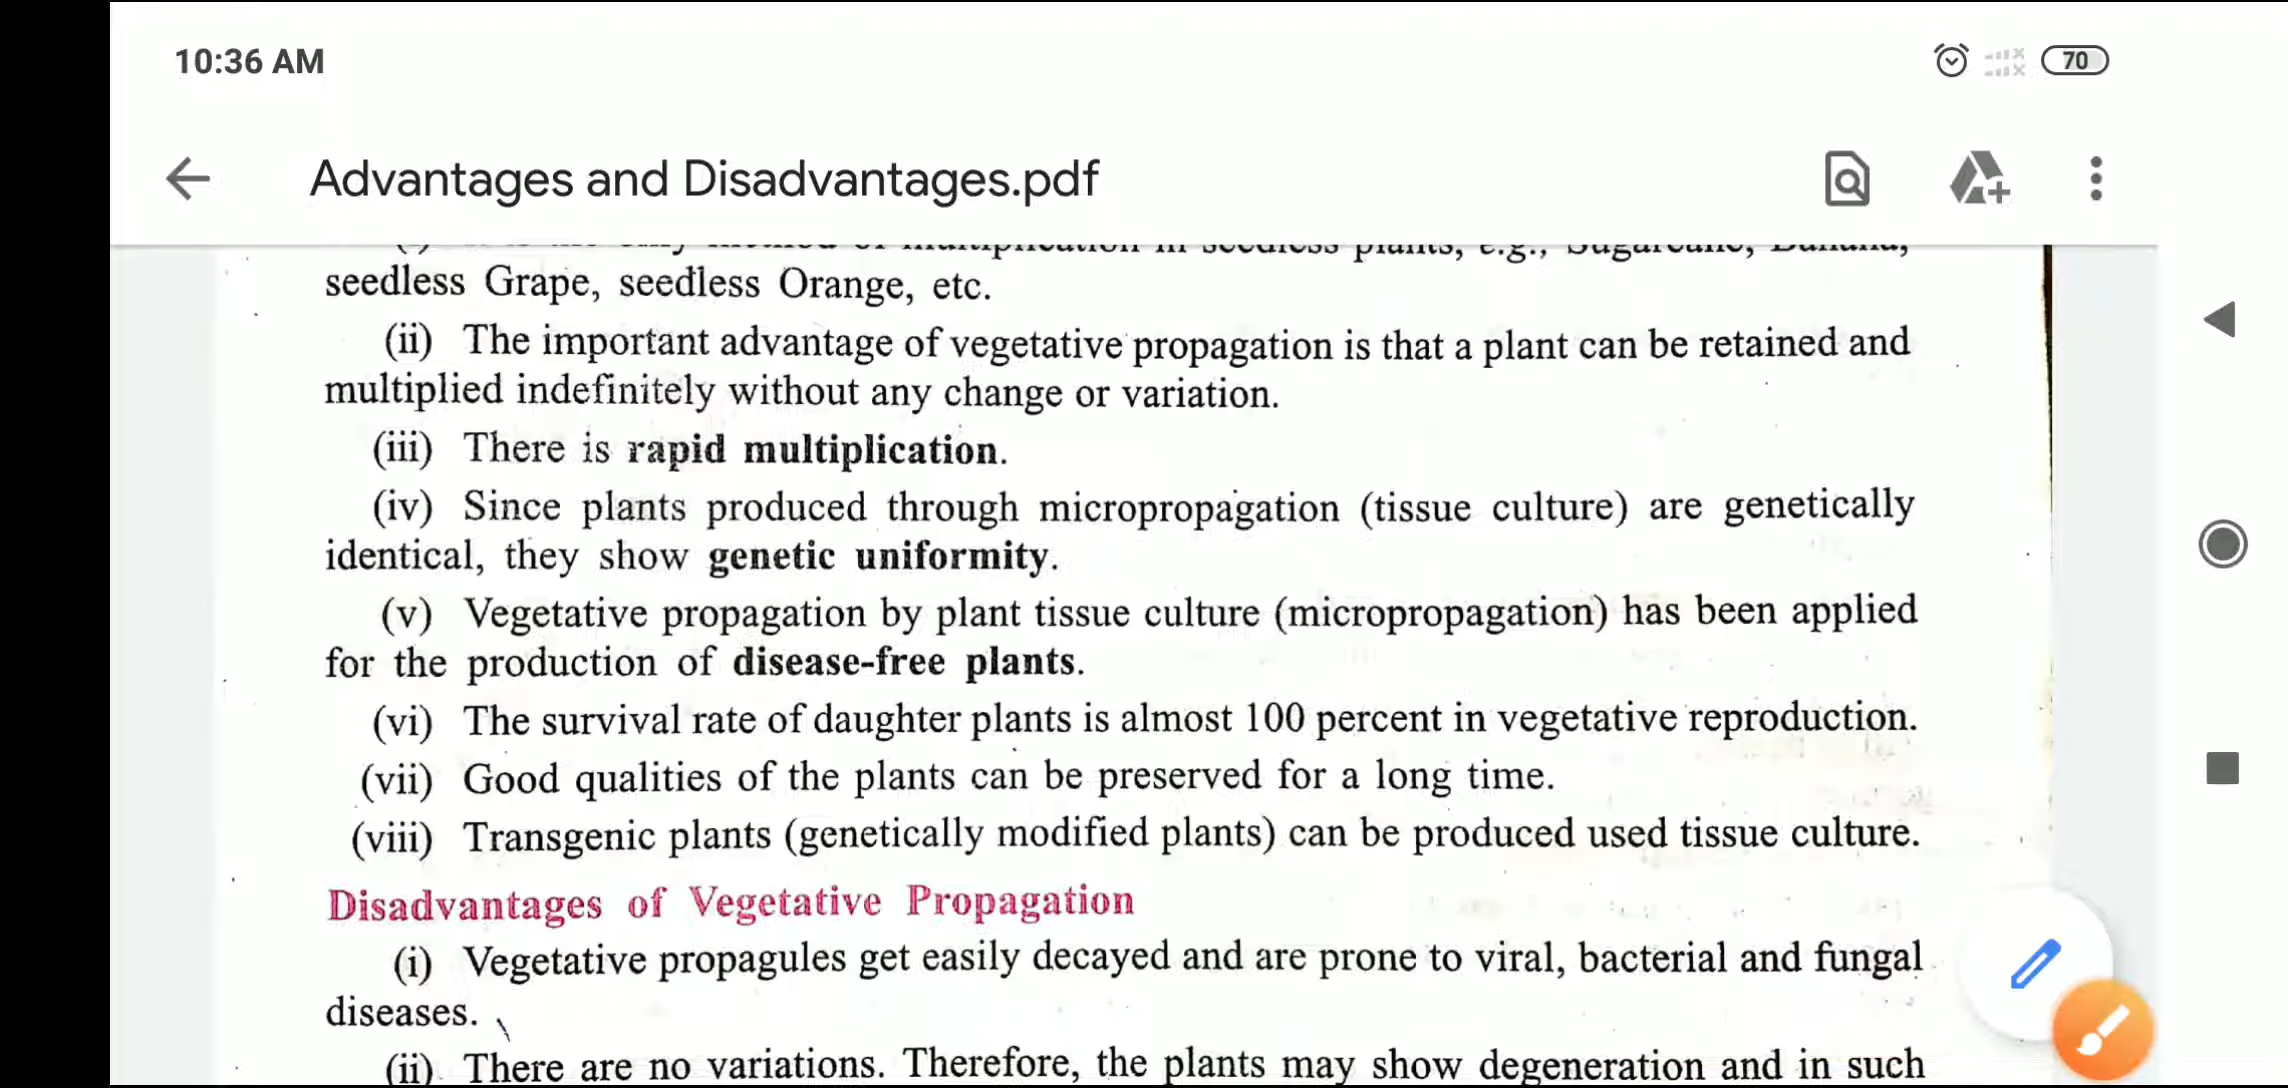 10:36 AM
70
Advantages and Disadvantages.pdf
multiplication in seedless plants, e.g., Sugarcane, Banana,
seedless Grape, seedless Orange, etc.
(ii) The important advantage of vegetative propagation is that a plant can be retained and
multiplied indefinitely without any change or variation.
(iii) There is rapid multiplication.
(iv) Since plants produced through micropropagation (tissue culture) are genetically
identical, they show genetic uniformity.
(v) Vegetative propagation by plant tissue culture (micropropagation) has been applied
for the production of disease-free plants.
(vi) The survival rate of daughter plants is almost 100 percent in vegetative reproduction.
(vii) Good qualities of the plants can be preserved for a long time.
(viii) Transgenic plants (genetically modified plants) can be produced used tissue culture.
Disadvantages of Vegetative Propagation
(i) Vegetative propagules get easily decayed and are prone to viral, bacterial and fungal
diseases.
(ii) There are no variations. Therefore, the plants may show degeneration and in such